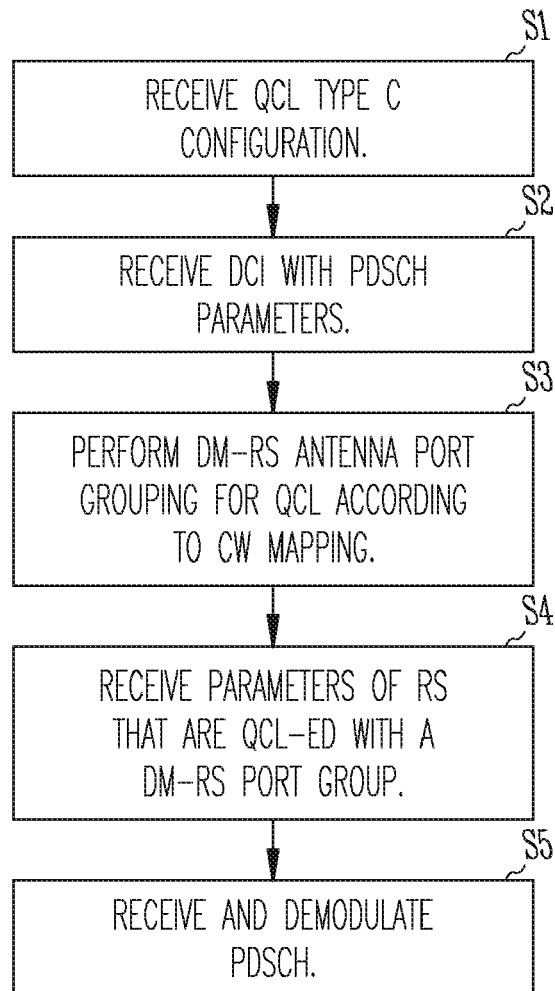 S1
RECEIVE QCL TYPE C
CONFIGURATION.
S2
RECEIVE DCI WITH PDSCH
PARAMETERS.
S3
PERFORM DM-RS ANTENNA PORT
GROUPING FOR QCL ACCORDING
TO CW MAPPING.
S4
RECEIVE PARAMETERS OF RS
THAT ARE QCL-ED WITH A
DM-RS PORT GROUP.
S5
RECEIVE AND DEMODULATE
PDSCH.